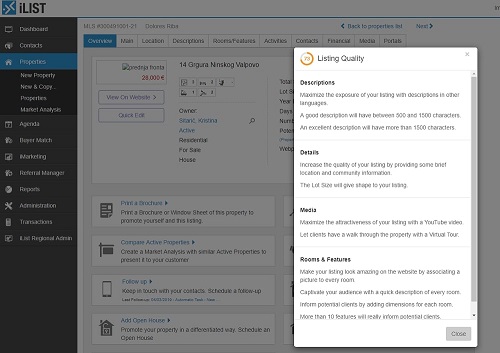 iLIST
Dashboard
Contacts
Properties
New Property
New & Copy...
Properties
Market Analysis
Agenda
Buyer Match
iMarketing
Referral Manager
Reports
Administration
Transactions
iList Regional Admin
Dolores Ribe
Back to properties list
Next
Overview
Main
Location
Descriptions
Rooms/Features
Activities
Contacts
Financial
Media
Portals
14 Grgura Ninskog Valpovo
26,000 €
View On Website
Quick Edit
Owner:
Sitarić, Kristina
Active
Residential
For Sale
House
Print a Brochure
Print a Brochure or Window Sheet of this property to
promote yourself and this listing.
Compare Active Properties
Create a Market Analysis with similar Active Properties to
present it to your customer
Follow up
Keep in touch with your contacts. Schedule a follow-up
Add Open House
Promote your property in a differentiated way. Schedule an
Open House
Listing Quality
×
Descriptions
Maximize the exposure of your listing with descriptions in other
languages.
A good description will have between 500 and 1500 characters.
An excellent description will have more than 1500 characters.
Details
Increase the quality of your listing by providing some brief
location and community information.
The Lot Size will give shape to your listing.
Media
Maximize the attractiveness of your listing with a YouTube video.
Let clients have a walk through the property with a Virtual Tour.
Rooms & Features
Make your listing look amazing on the website by associating a
picture to every room.
Captivate your audience with a quick description of every room.
Inform potential clients by adding dimensions for each room.
More than 10 features will really inform potential clients.
Close